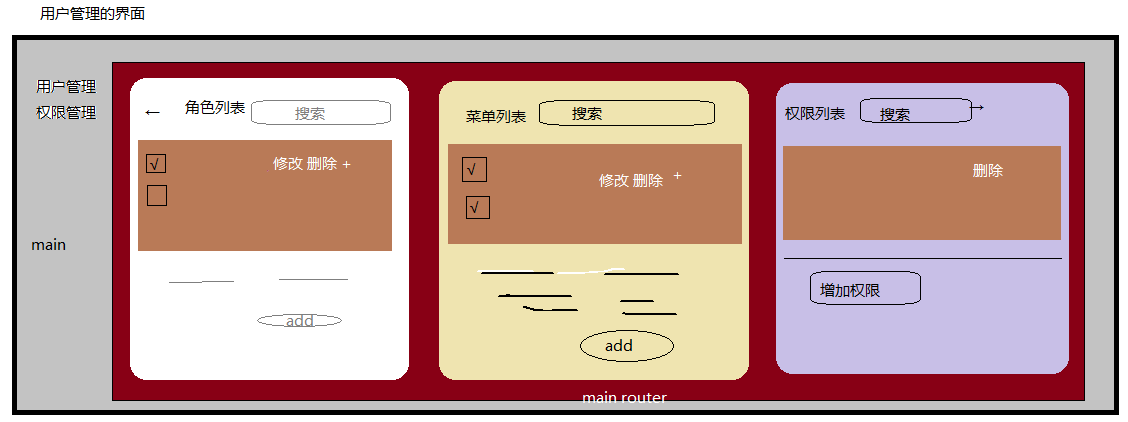 用户管理的界面
用户管理
权限管理
main
← 角色列表 搜索
√ 修改 删除 +
add
菜单列表 搜索
√ 修改 删除 +
√
add
权限列表 搜索 →
删除
增加权限
main router